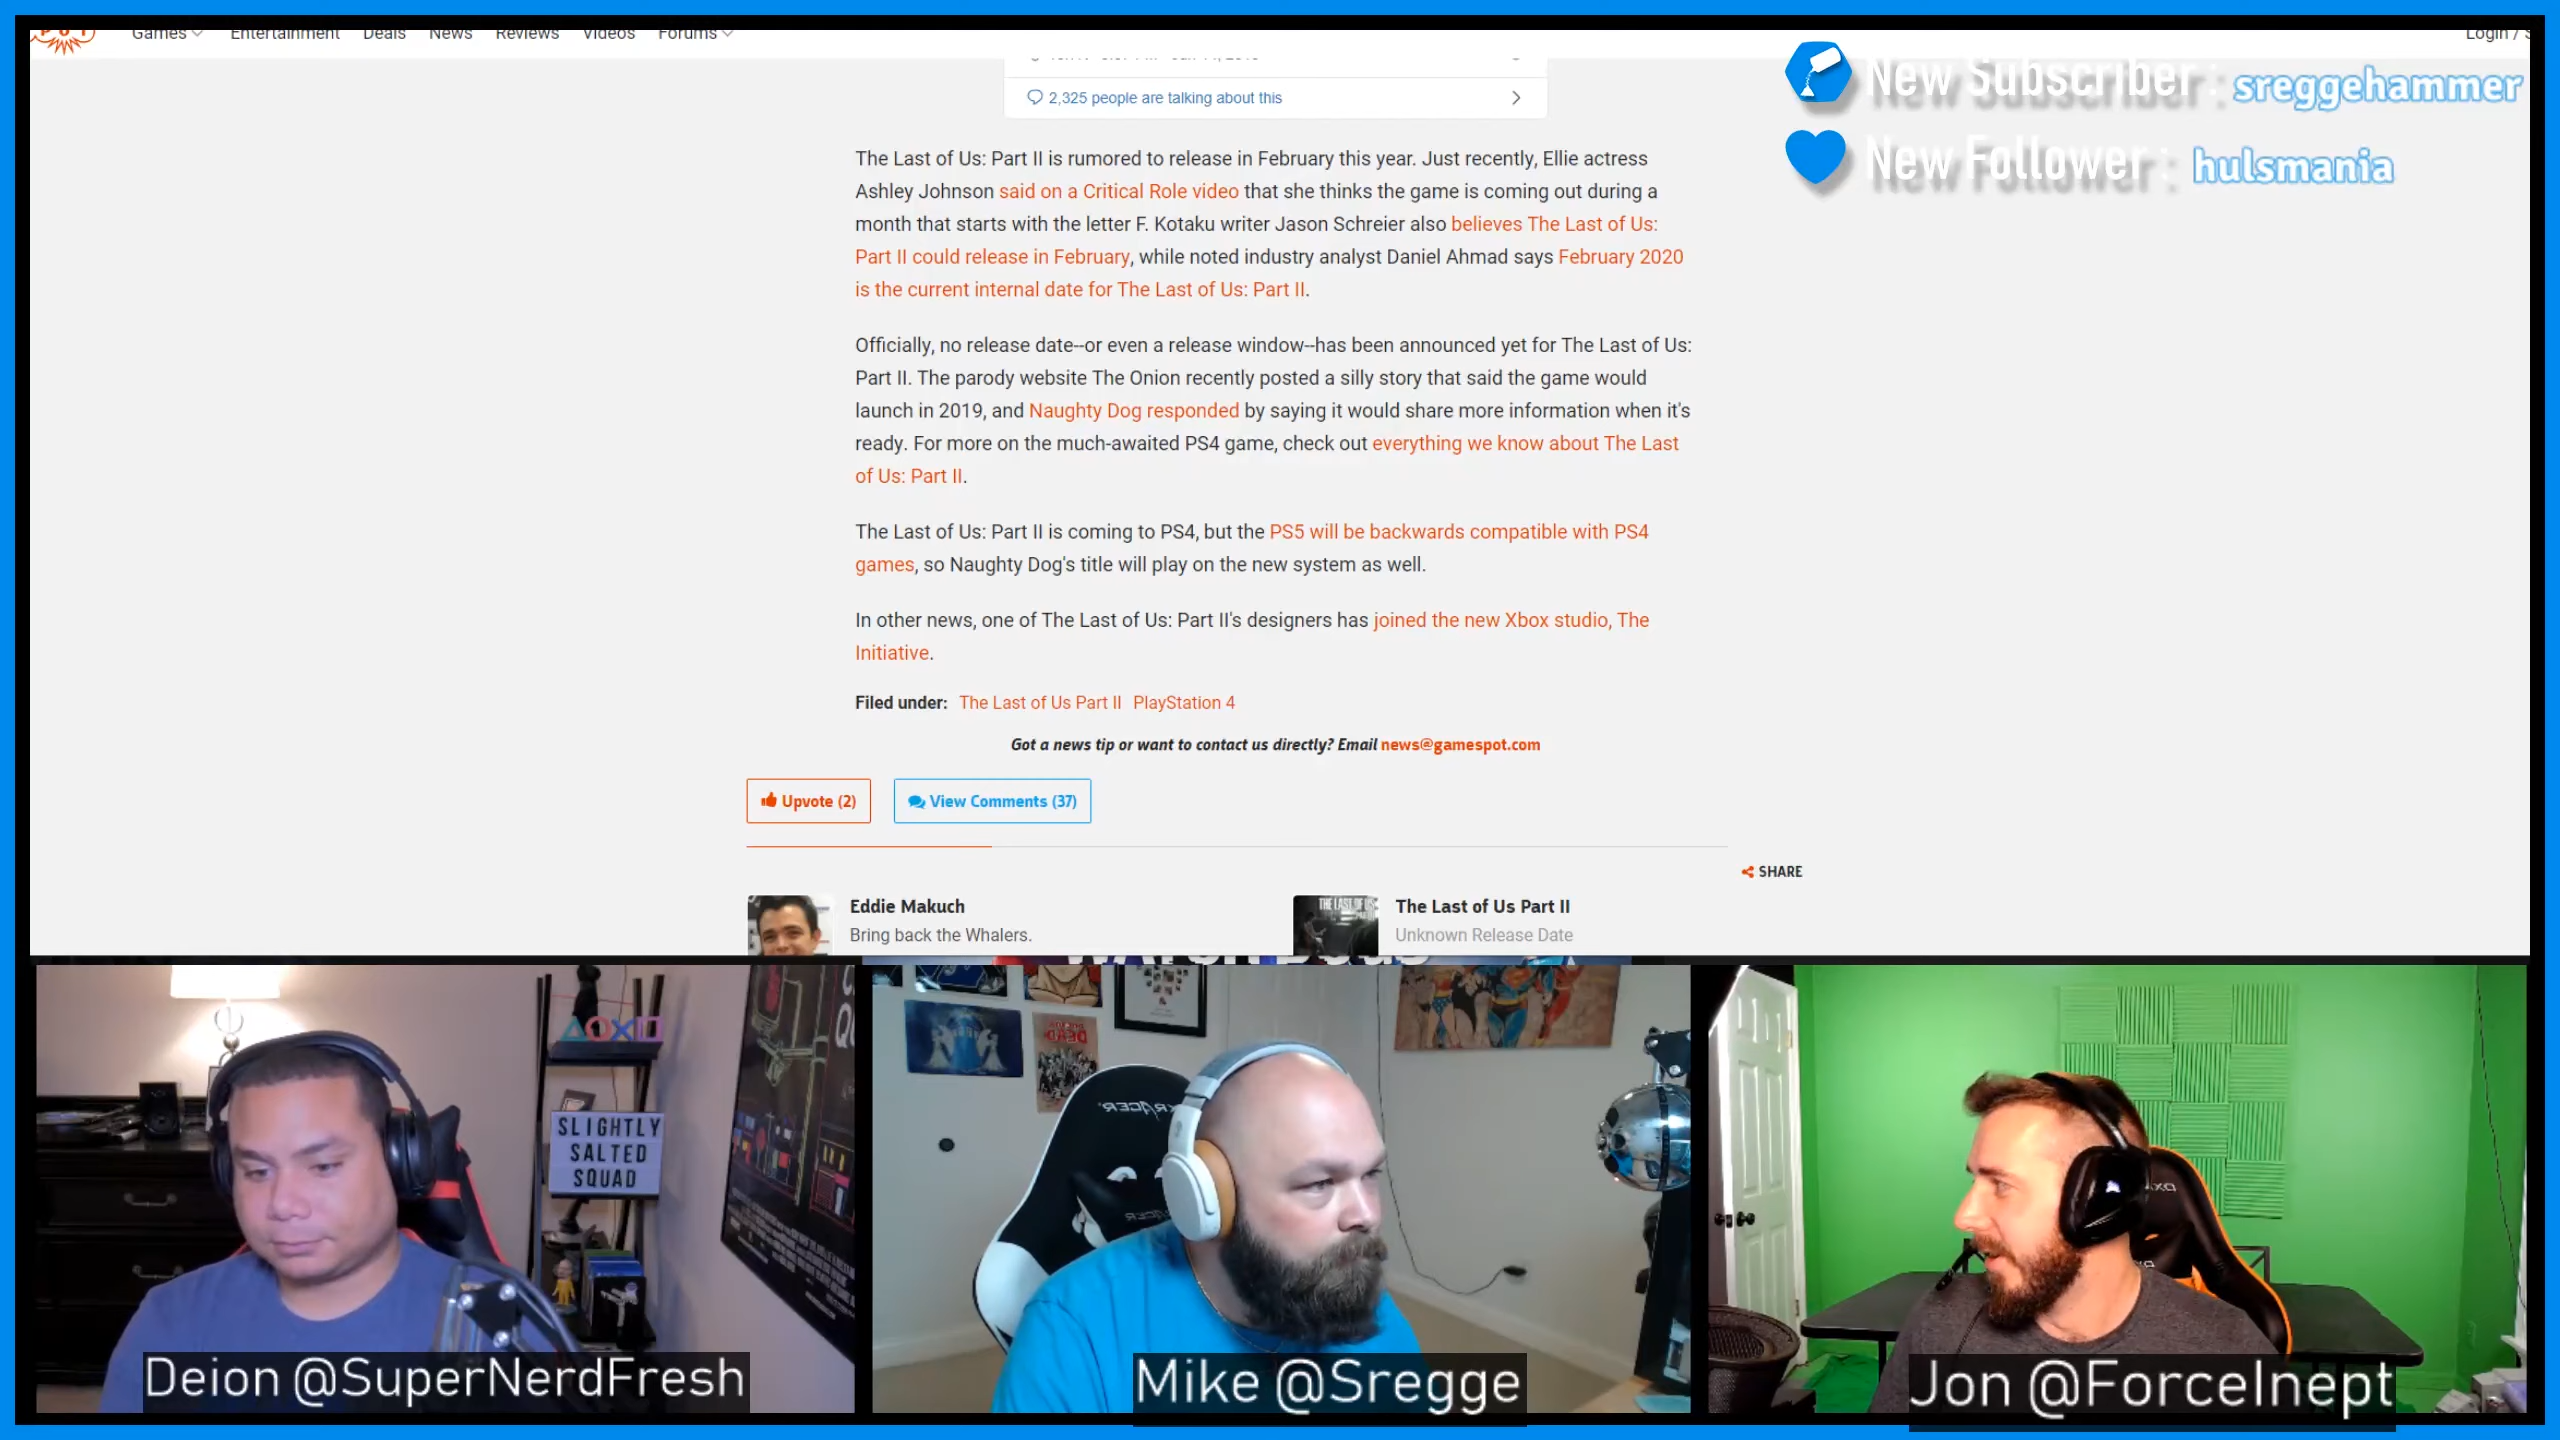 Games
Entertainment
Deals
News
Reviews
Videos
Forums
Login /
2,325 people are talking about this
New Subscriber : sreggehammer
New Follower : hulsmania
The Last of Us: Part II is rumored to release in February this year. Just recently, Ellie actress
Ashley Johnson said on a Critical Role video that she thinks the game is coming out during a
month that starts with the letter F. Kotaku writer Jason Schreier also believes The Last of Us:
Part II could release in February, while noted industry analyst Daniel Ahmad says February 2020
is the current internal date for The Last of Us: Part II.
Officially, no release date--or even a release window--has been announced yet for The Last of Us:
Part II. The parody website The Onion recently posted a silly story that said the game would
launch in 2019, and Naughty Dog responded by saying it would share more information when it's
ready. For more on the much-awaited PS4 game, check out everything we know about The Last
of Us: Part II.
The Last of Us: Part II is coming to PS4, but the PS5 will be backwards compatible with PS4
games, so Naughty Dog's title will play on the new system as well.
In other news, one of The Last of Us: Part II's designers has joined the new Xbox studio, The
Initiative.
Filed under: The Last of Us Part II PlayStation 4
Got a news tip or want to contact us directly? Email news@gamespot.com
Upvote (2)
View Comments (37)
SHARE
Eddie Makuch
Bring back the Whalers.
THE LAST OF US
The Last of Us Part II
Unknown Release Date
SLIGHTLY
SALTED
SQUAD
Deion @SuperNerdFresh
Mike @Sregge
Jon @ForceInept